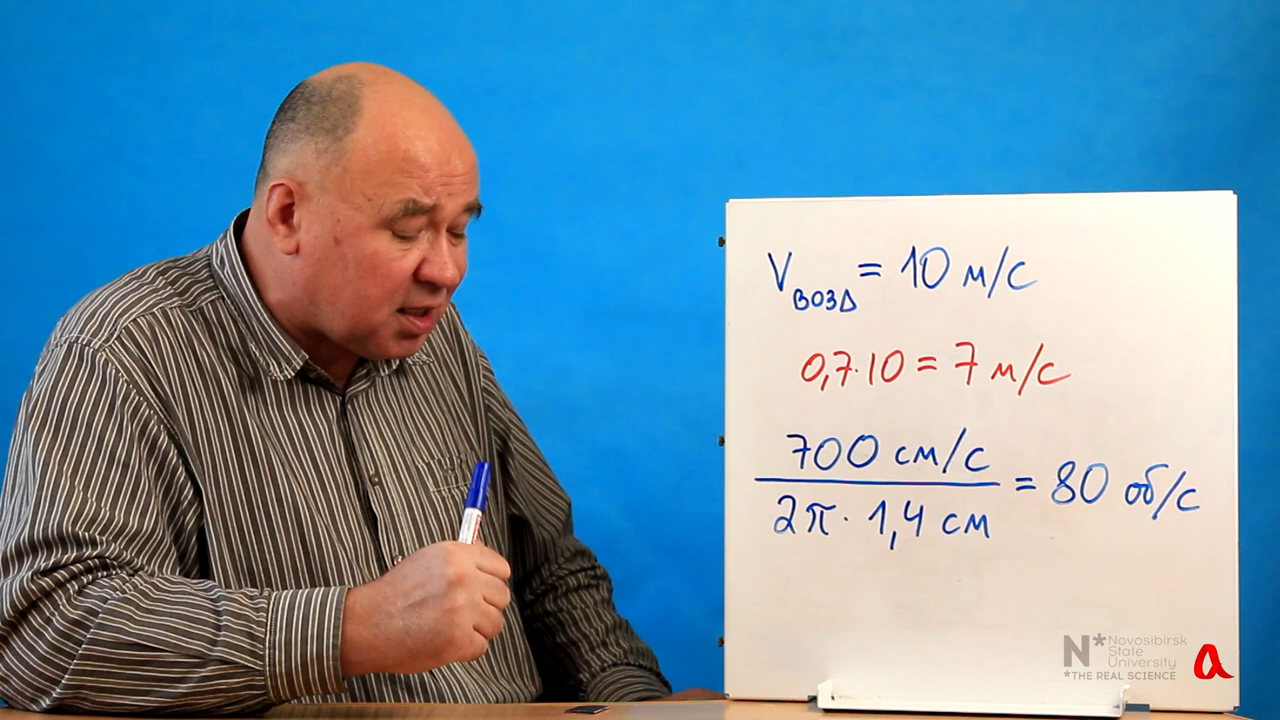 V возд = 10 м/с
0,7·10 = 7 м/с
700 см/с
2π · 1,4 см
= 80 об/с
N* Novosibirsk
State
University
*THE REAL SCIENCE
a